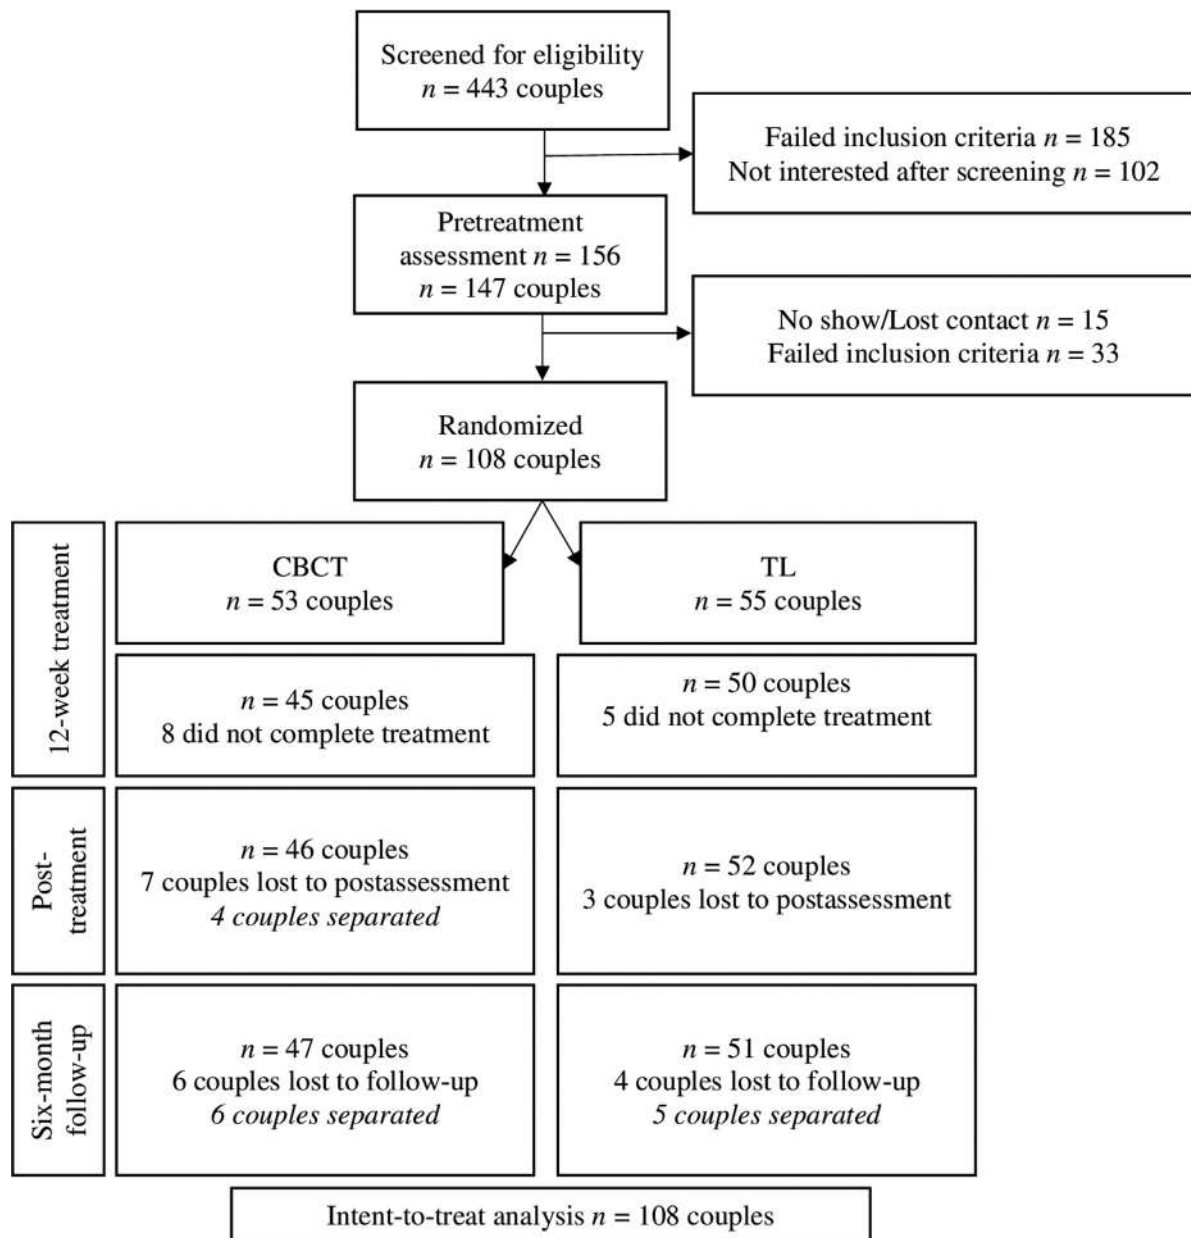 Screened for eligibility
n = 443 couples
Failed inclusion criteria n = 185
Not interested after screening n = 102
Pretreatment
assessment n = 156
n = 147 couples
No show/Lost contact n = 15
Failed inclusion criteria n = 33
Randomized
n = 108 couples
12-week treatment
CBCT
n = 53 couples
TL
n = 55 couples
n = 45 couples
8 did not complete treatment
n = 50 couples
5 did not complete treatment
Post-
treatment
n = 46 couples
7 couples lost to postassessment
4 couples separated
n = 52 couples
3 couples lost to postassessment
Six-month
follow-up
n = 47 couples
6 couples lost to follow-up
6 couples separated
n = 51 couples
4 couples lost to follow-up
5 couples separated
Intent-to-treat analysis n = 108 couples